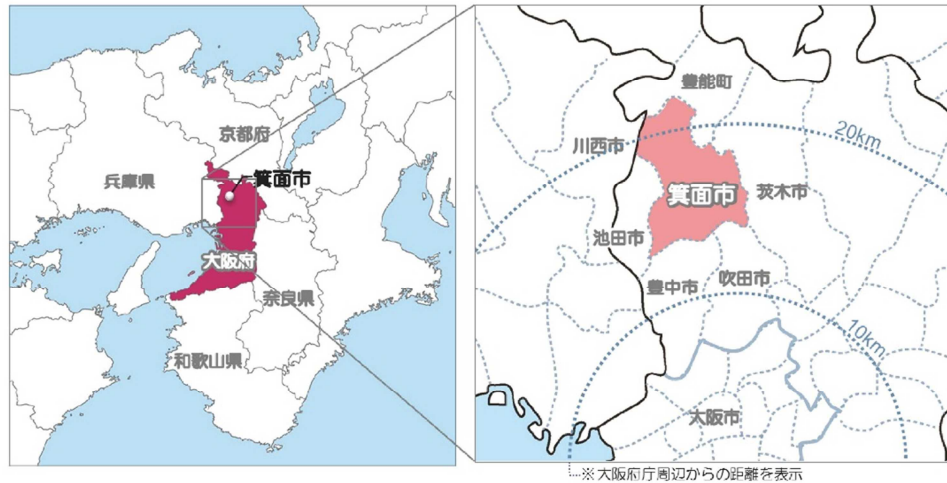 京都府
兵庫県
箕面市
大阪府
奈良県
和歌山県
豊能町
20km
川西市
箕面市
茨木市
池田市
豊中市
吹田市
10km
大阪市
※大阪府庁周辺からの距離を表示